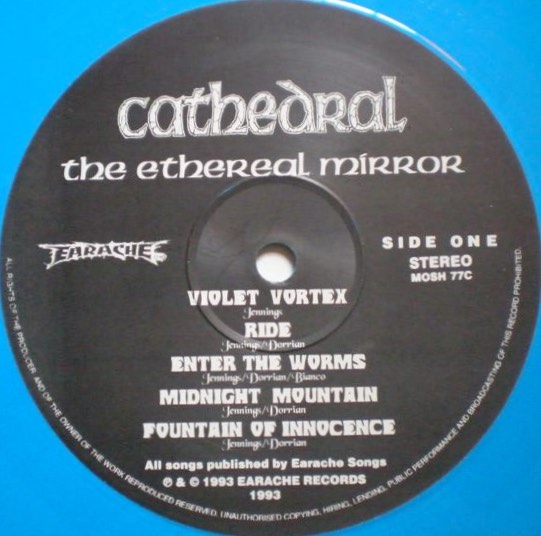 cathedral
the ethereal mirror
EARACHE
SIDE ONE
STEREO
MOSH 77C
VIOLET VORTEX
Jennings
RIDE
Jennings/Dorrian
ENTER THE WORMS
Jennings/Dorrian/Bianco
MIDNIGHT MOUNTAIN
Jennings/Dorrian
FOUNTAIN OF INNOCENCE
Jennings/Dorrian
All songs published by Earache Songs
℗ & © 1993 EARACHE RECORDS
1993
ALL RIGHTS OF THE PRODUCER AND OF THE OWNER OF THE WORK REPRODUCED RESERVED. UNAUTHORISED COPYING, HIRING, LENDING, PUBLIC PERFORMANCE AND BROADCASTING OF THIS RECORD PROHIBITED.